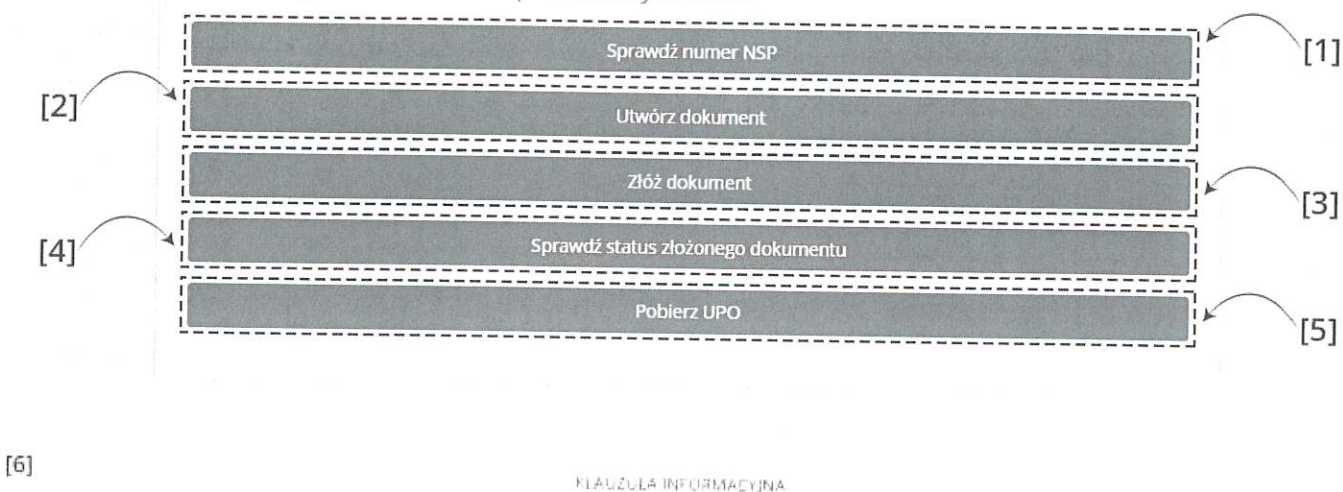 Sprawdź numer NSP
[1]
[2]
Utwórz dokument
Złóż dokument
[3]
[4]
Sprawdź status złożonego dokumentu
Pobierz UPO
[5]
[6]
KLAUZULA INFORMACYJNA